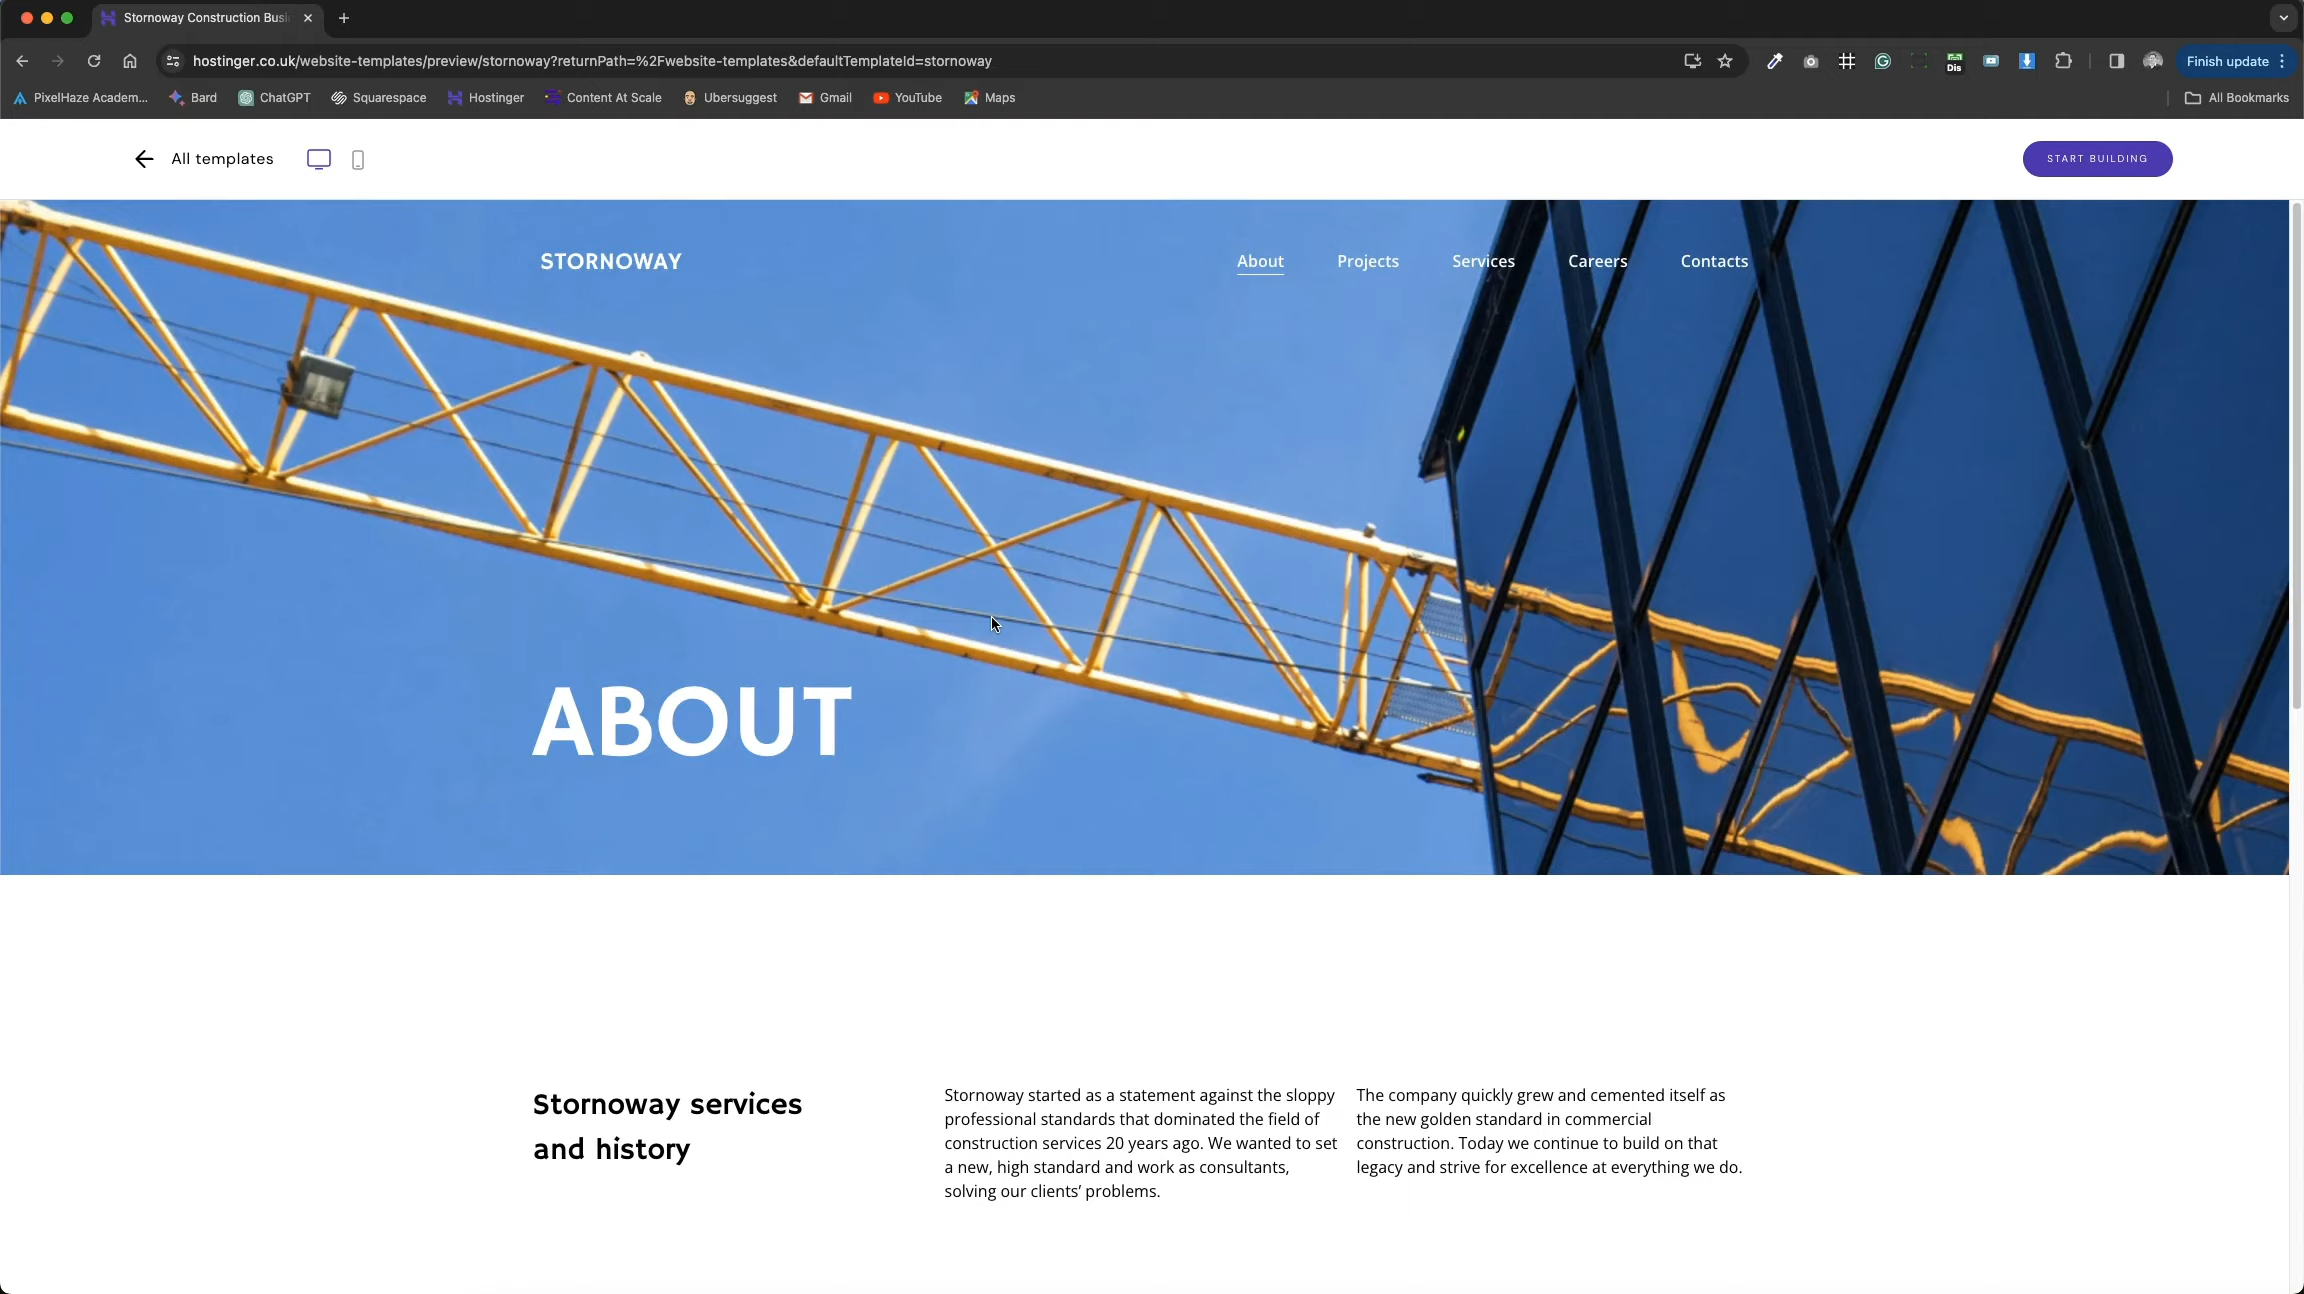 Stornoway Construction Busi
hostinger.co.uk/website-templates/preview/stornoway?returnPath=%2Fwebsite-templates&defaultTemplateId=stornoway
Dis
Finish update
PixelHaze Academ...
Bard
ChatGPT
Squarespace
Hostinger
Content At Scale
Ubersuggest
Gmail
YouTube
Maps
All Bookmarks
All templates
START BUILDING
STORNOWAY
About
Projects
Services
Careers
Contacts
ABOUT
Stornoway services
and history
Stornoway started as a statement against the sloppy
professional standards that dominated the field of
construction services 20 years ago. We wanted to set
a new, high standard and work as consultants,
solving our clients’ problems.
The company quickly grew and cemented itself as
the new golden standard in commercial
construction. Today we continue to build on that
legacy and strive for excellence at everything we do.